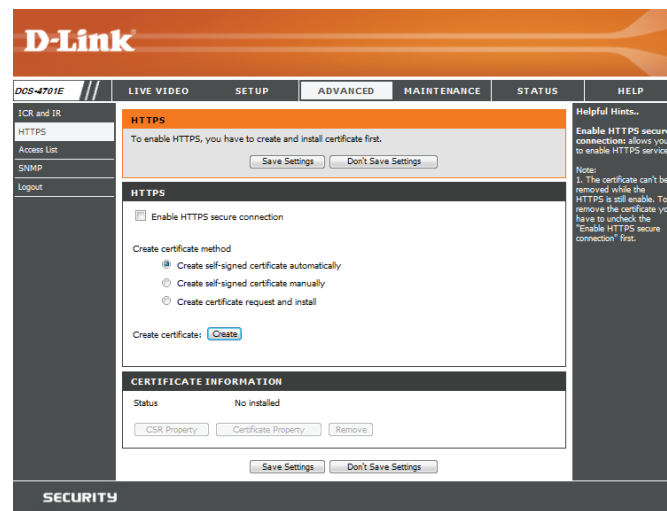 D-Link
DCS-4701E
LIVE VIDEO
SETUP
ADVANCED
MAINTENANCE
STATUS
HELP
ICR and IR
HTTPS
Access List
SNMP
Logout
HTTPS
To enable HTTPS, you have to create and install certificate first.
Save Settings
Don't Save Settings
HTTPS
Enable HTTPS secure connection
Create certificate method
Create self-signed certificate automatically
Create self-signed certificate manually
Create certificate request and install
Create certificate:
Create
CERTIFICATE INFORMATION
Status
No installed
CSR Property
Certificate Property
Remove
Save Settings
Don't Save Settings
Helpful Hints..
Enable HTTPS secure
connection: allows you
to enable HTTPS service
Note:
1. The certificate can't be
removed while the
HTTPS is still enable. To
remove the certificate yo
have to uncheck the
"Enable HTTPS secure
connection" first.
SECURITY